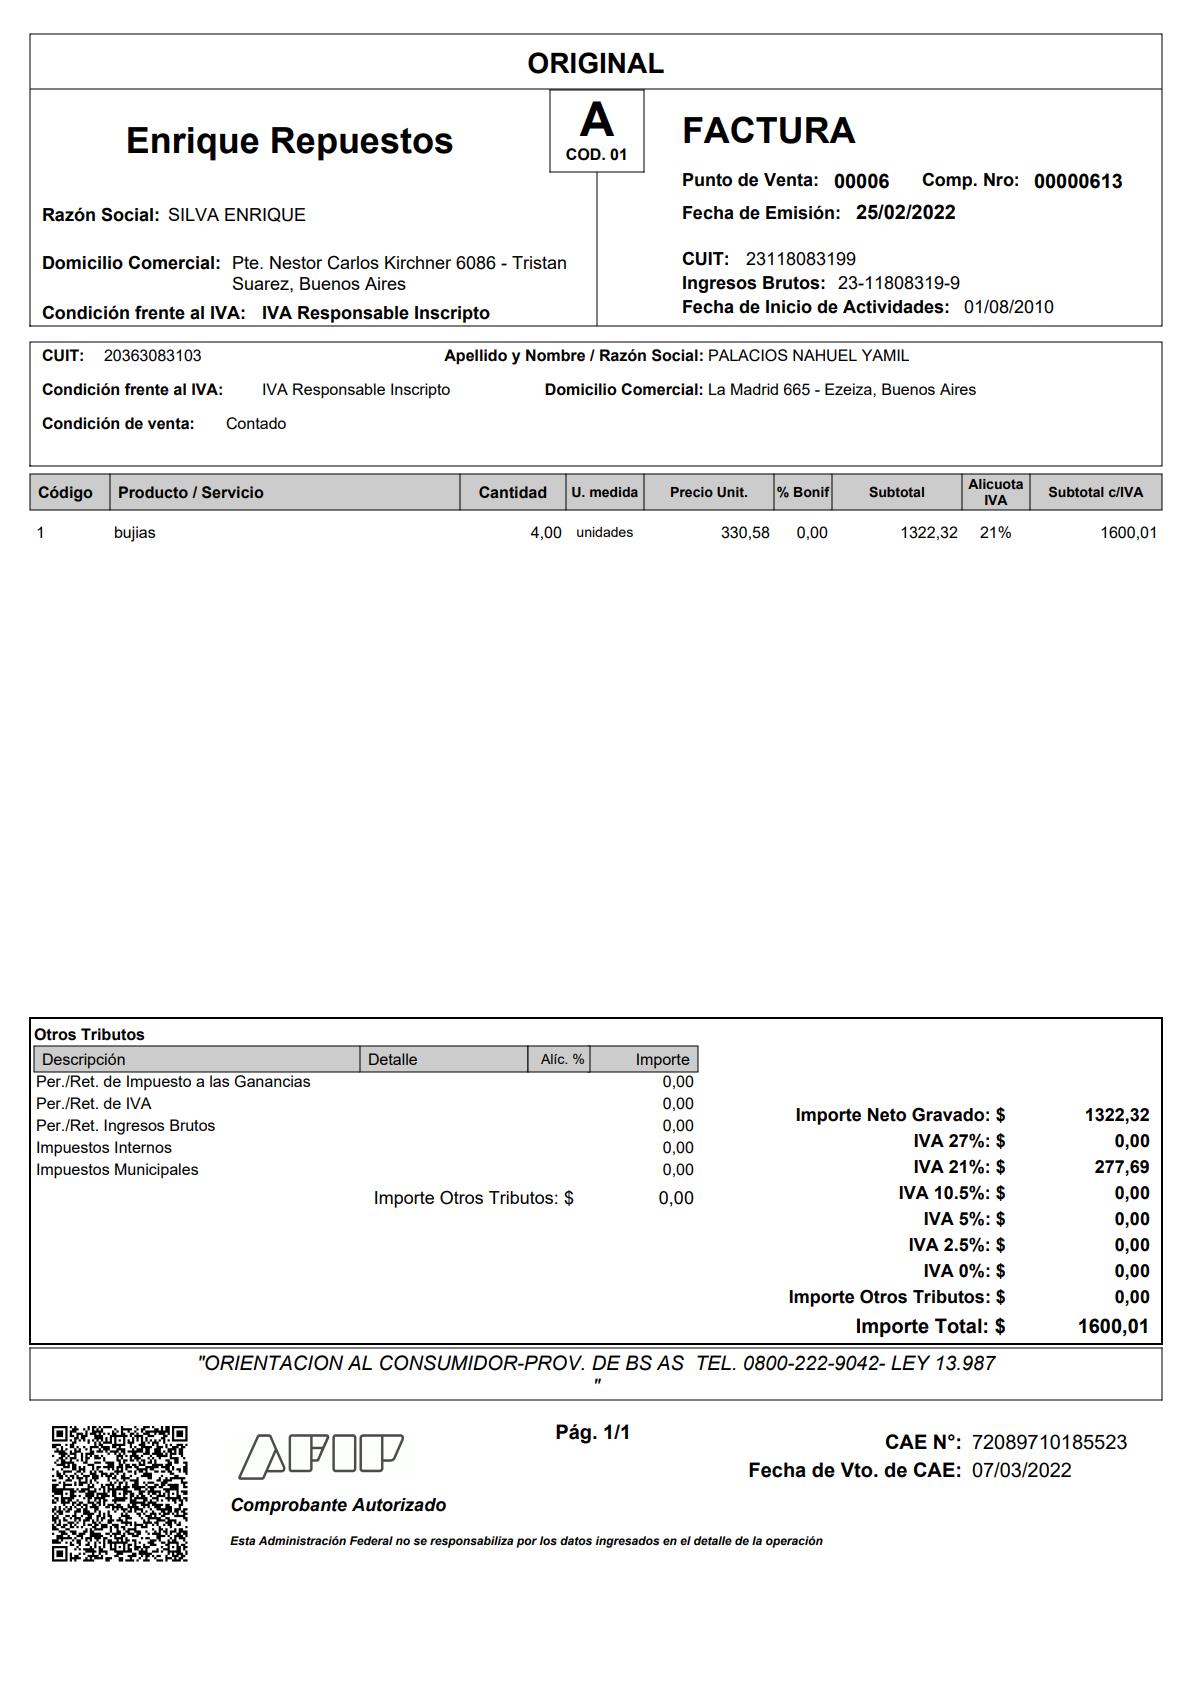 ORIGINAL
Enrique Repuestos
A
COD. 01
FACTURA
Punto de Venta: 00006 Comp. Nro: 00000613
Fecha de Emisión: 25/02/2022
Razón Social: SILVA ENRIQUE
Domicilio Comercial: Pte. Nestor Carlos Kirchner 6086 - Tristan
Suarez, Buenos Aires
Condición frente al IVA: IVA Responsable Inscripto
CUIT: 23118083199
Ingresos Brutos: 23-11808319-9
Fecha de Inicio de Actividades: 01/08/2010
CUIT: 20363083103 Apellido y Nombre / Razón Social: PALACIOS NAHUEL YAMIL
Condición frente al IVA: IVA Responsable Inscripto Domicilio Comercial: La Madrid 665 - Ezeiza, Buenos Aires
Condición de venta: Contado
Código Producto / Servicio Cantidad U. medida Precio Unit. % Bonif Subtotal Alicuota IVA Subtotal c/IVA
1 bujias 4,00 unidades 330,58 0,00 1322,32 21% 1600,01
Otros Tributos
Descripción Detalle Alíc. % Importe
Per./Ret. de Impuesto a las Ganancias 0,00
Per./Ret. de IVA 0,00
Per./Ret. Ingresos Brutos 0,00
Impuestos Internos 0,00
Impuestos Municipales 0,00
Importe Otros Tributos: $ 0,00
Importe Neto Gravado: $ 1322,32
IVA 27%: $ 0,00
IVA 21%: $ 277,69
IVA 10.5%: $ 0,00
IVA 5%: $ 0,00
IVA 2.5%: $ 0,00
IVA 0%: $ 0,00
Importe Otros Tributos: $ 0,00
Importe Total: $ 1600,01
"ORIENTACION AL CONSUMIDOR-PROV. DE BS AS TEL. 0800-222-9042- LEY 13.987
"
AFIP
Pág. 1/1
CAE N°: 72089710185523
Fecha de Vto. de CAE: 07/03/2022
Comprobante Autorizado
Esta Administración Federal no se responsabiliza por los datos ingresados en el detalle de la operación